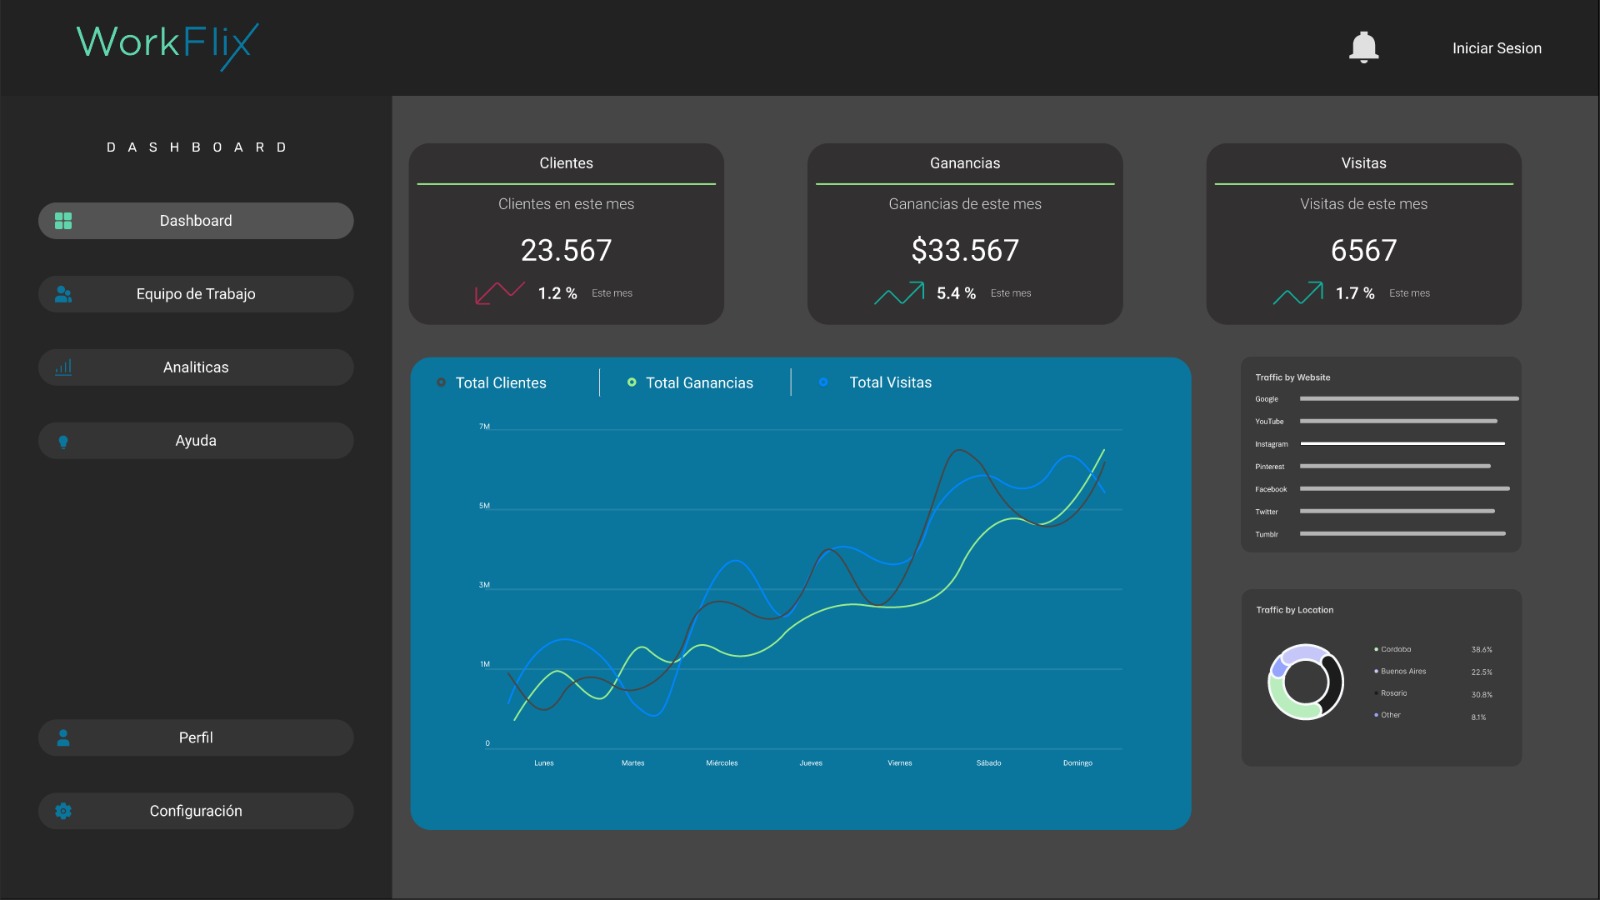 WorkFlix
Iniciar Sesion
DASHBOARD
Dashboard
Equipo de Trabajo
Analiticas
Ayuda
Perfil
Configuración
Clientes
Clientes en este mes
23.567
1.2 % Este mes
Ganancias
Ganancias de este mes
$33.567
5.4 % Este mes
Visitas
Visitas de este mes
6567
1.7 % Este mes
Total Clientes
Total Ganancias
Total Visitas
7M
5M
3M
1M
0
Lunes Martes Miércoles Jueves Viernes Sábado Domingo
Traffic by Website
Google
YouTube
Instagram
Pinterest
Facebook
Twitter
Tumblr
Traffic by Location
Cordoba 38.6%
Buenos Aires 22.5%
Rosario 30.8%
Other 8.1%